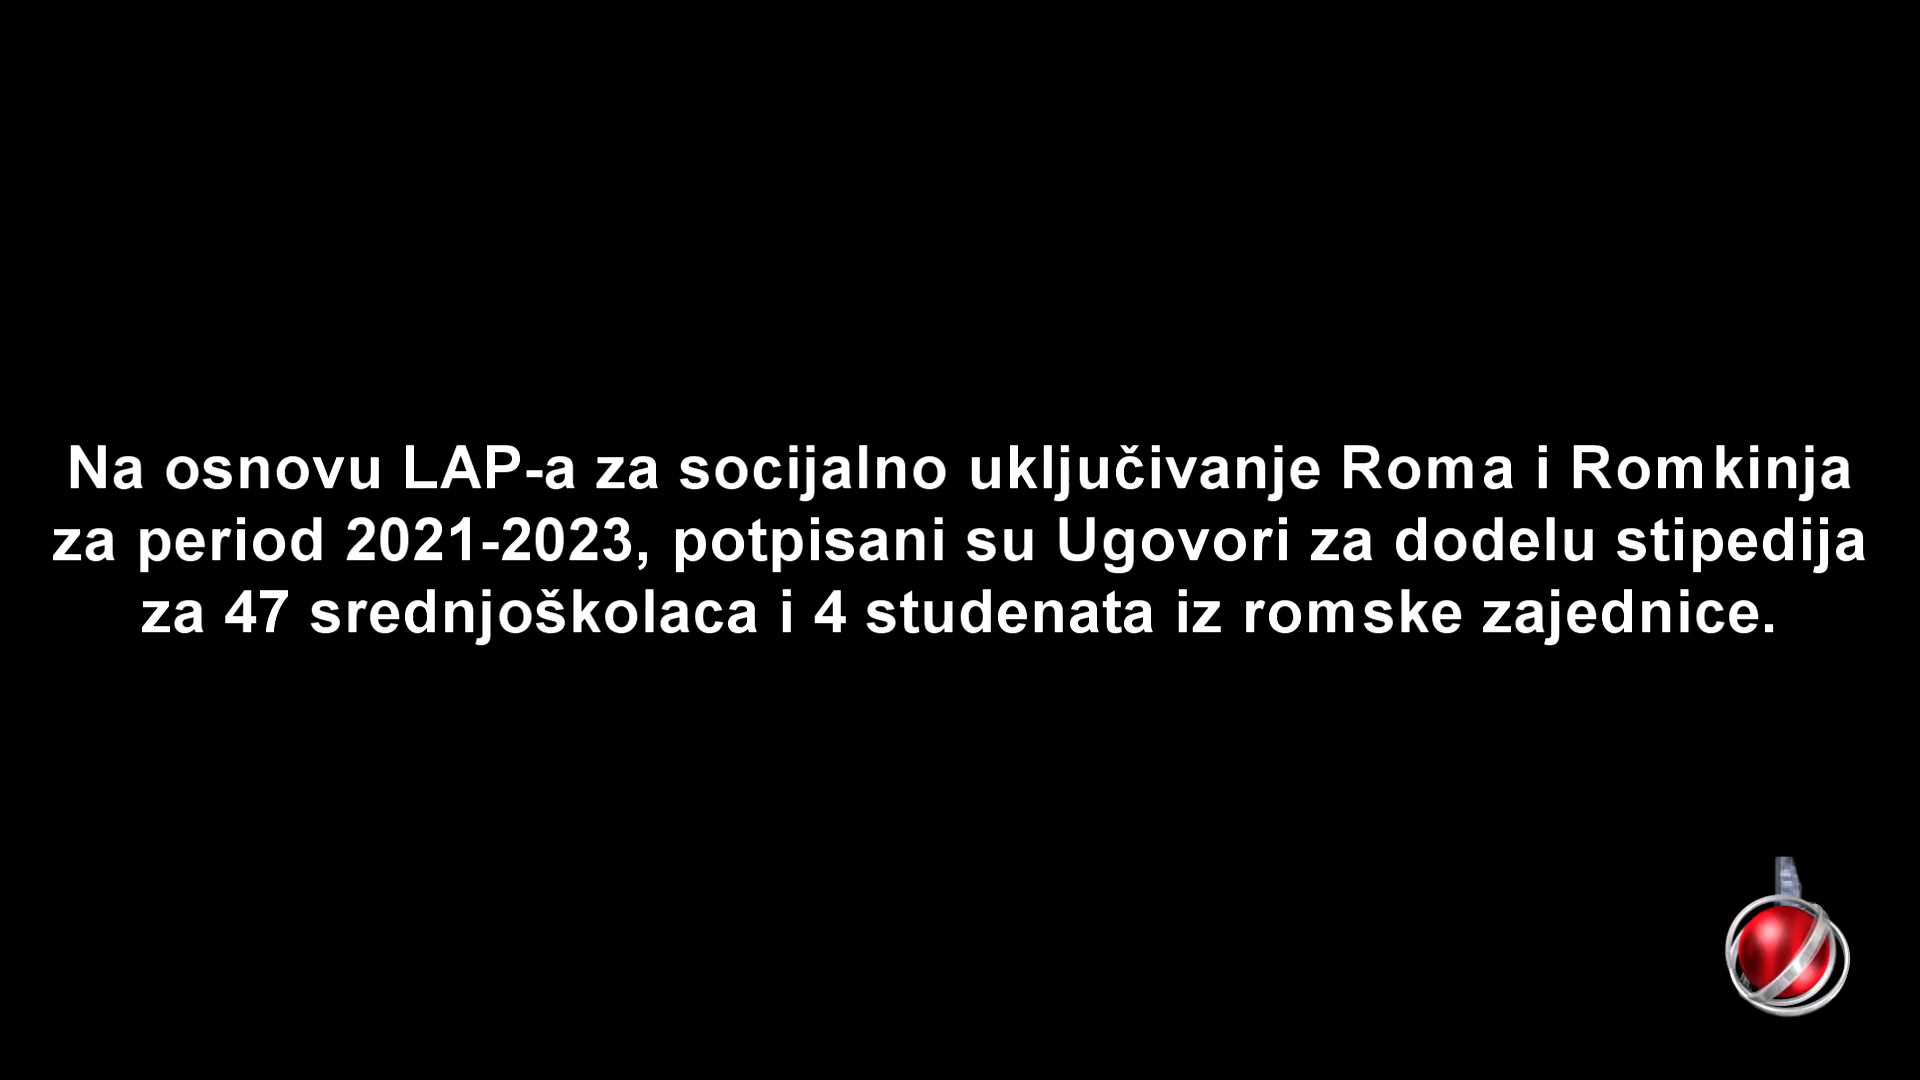 Na osnovu LAP-a za socijalno uključivanje Roma i Romkinja
za period 2021-2023, potpisani su Ugovori za dodelu stipedija
za 47 srednjoškolaca i 4 studenata iz romske zajednice.